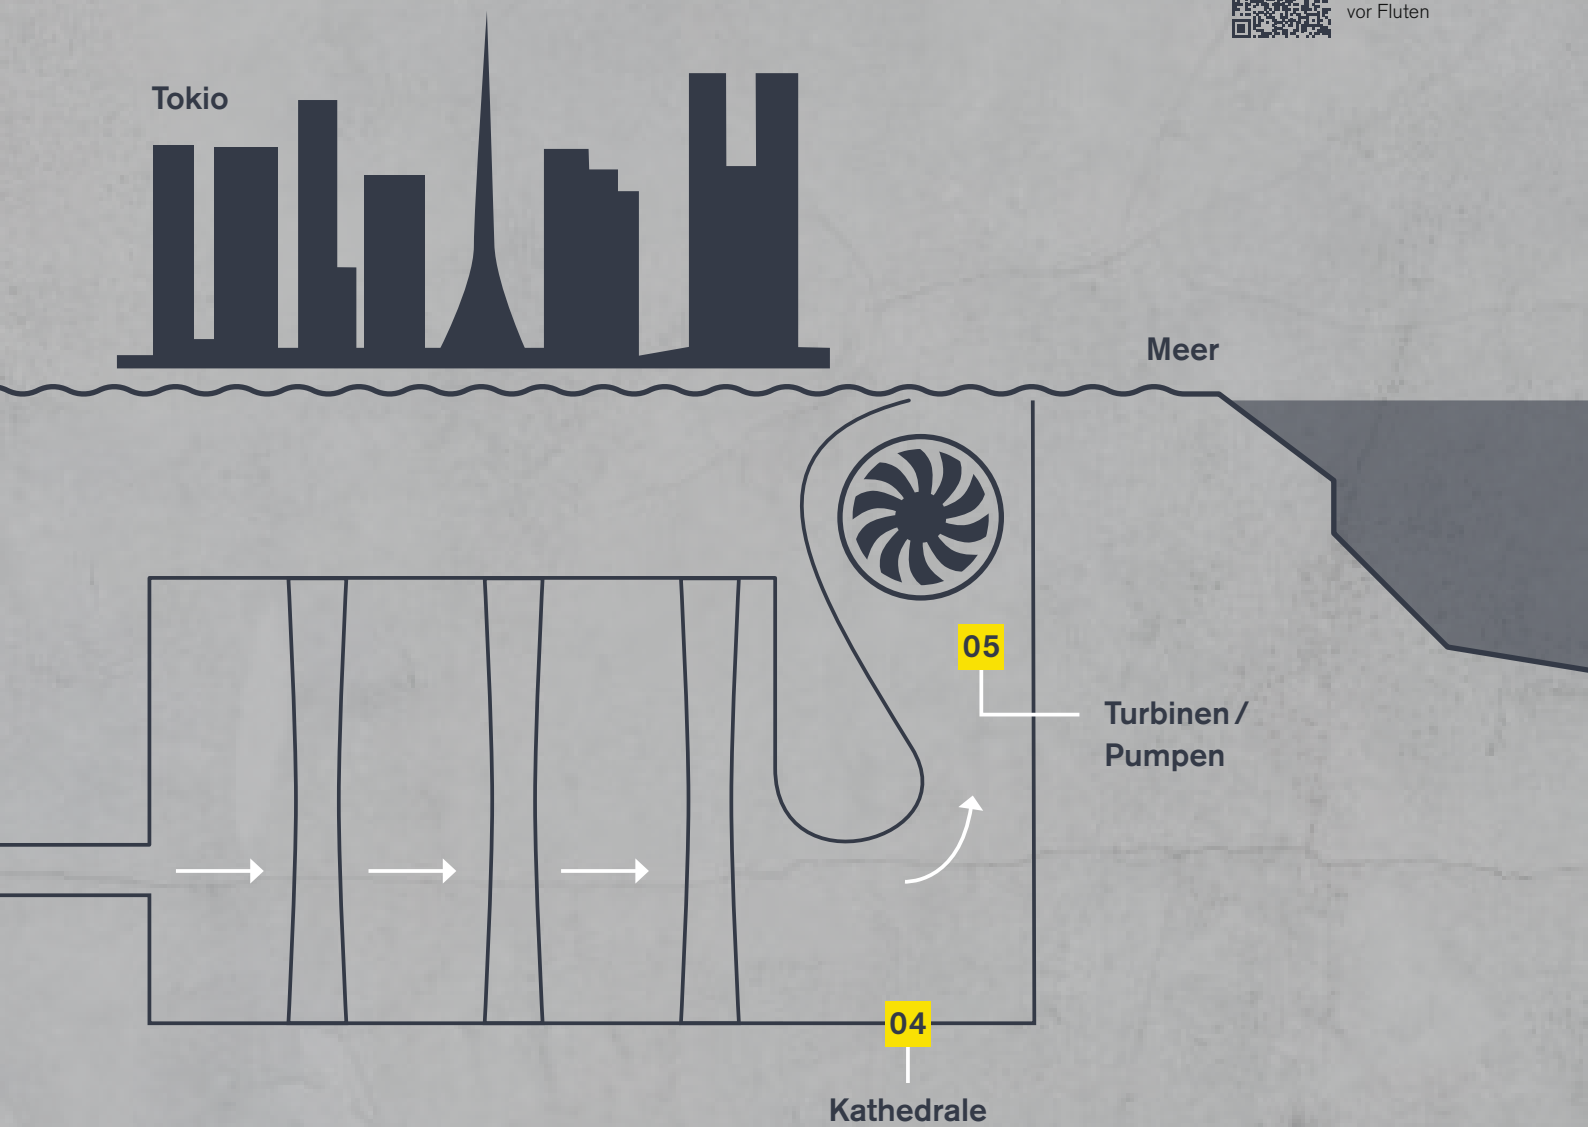 vor Fluten
Tokio
Meer
05
Turbinen /
Pumpen
04
Kathedrale